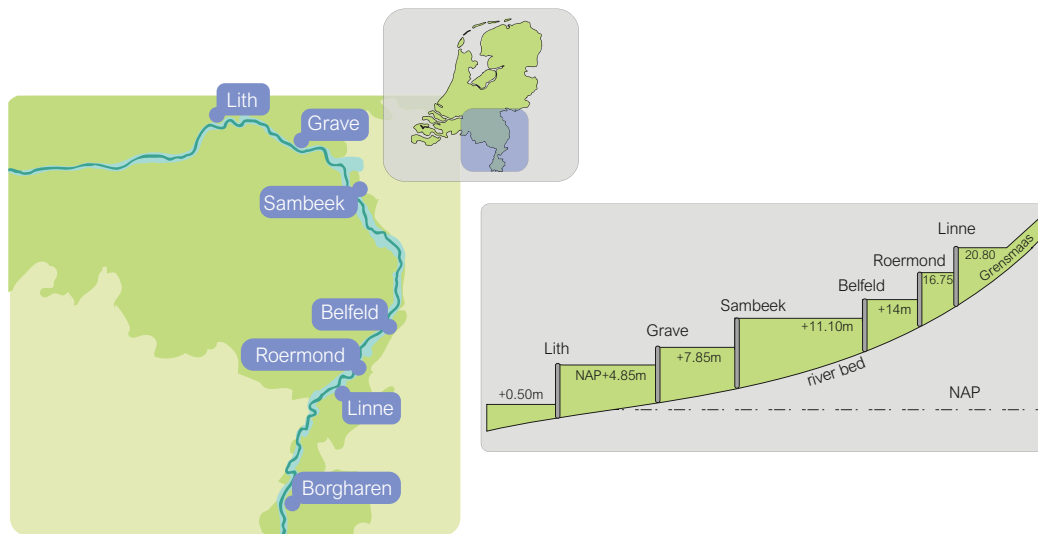 Lith
Grave
Sambeek
Belfeld
Roermond
Linne
Borgharen
Linne
20.80
Grensmaas
Roermond
16.75
Belfeld
+14m
Sambeek
+11.10m
Grave
+7.85m
Lith
NAP+4.85m
+0.50m
river bed
NAP